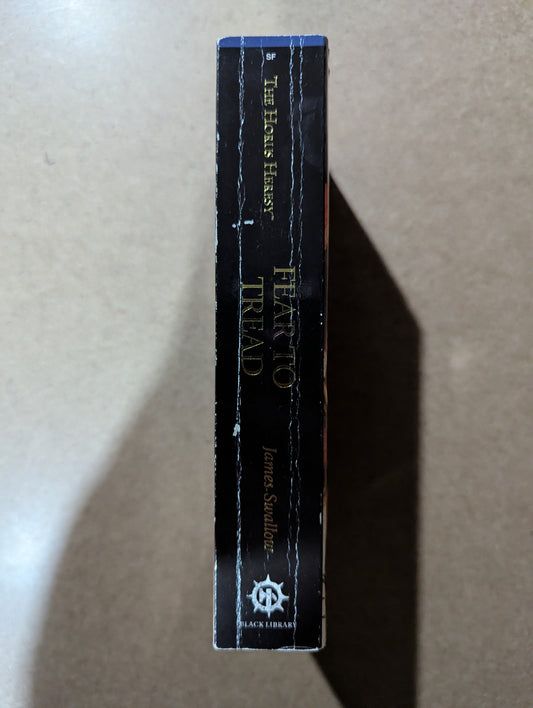 SF
THE HORUS HERESY
FEAR TO
TREAD
James Swallow
BLACK LIBRARY